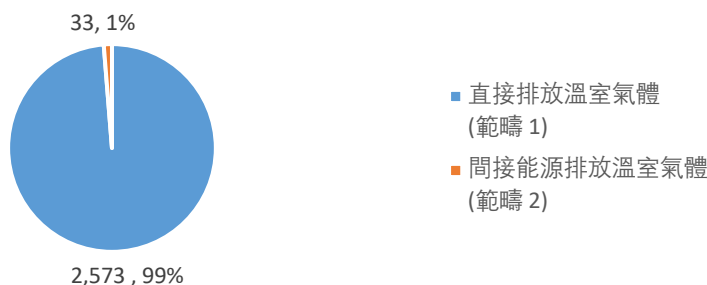 33, 1%
直接排放溫室氣體
(範疇 1)
間接能源排放溫室氣體
(範疇 2)
2,573 , 99%